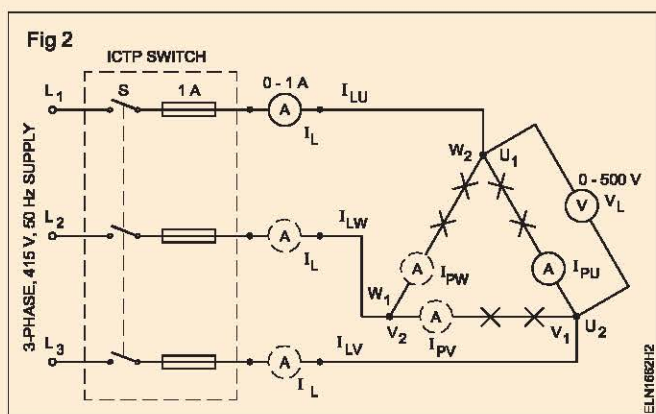 Fig 2
ICTP SWITCH
L1 S 1 A 0 - 1 A ILU
A
IL
W2 U1
0 - 500 V
V VL
3-PHASE, 415 V, 50 Hz SUPPLY
L2 ILW
A
IL
A IPW
A IPU
W1
V2 A V1 U2
IPV
L3 ILV
A
IL
ELN1662H2